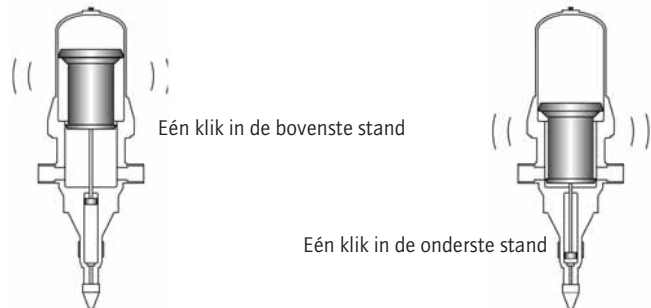 Eén klik in de bovenste stand
Eén klik in de onderste stand